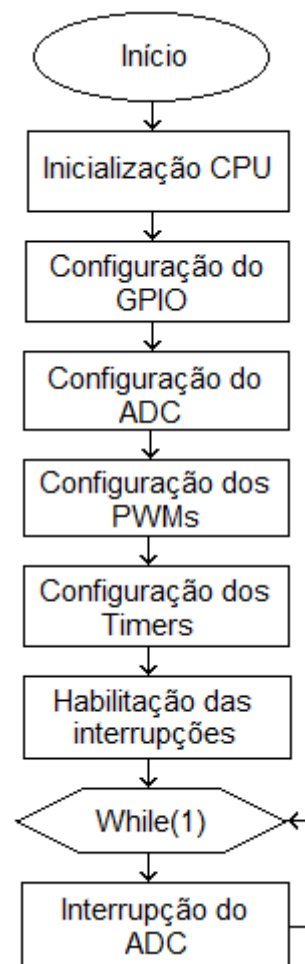 Início
Inicialização CPU
Configuração do
GPIO
Configuração do
ADC
Configuração dos
PWMs
Configuração dos
Timers
Habilitação das
interrupções
While(1)
Interrupção do
ADC